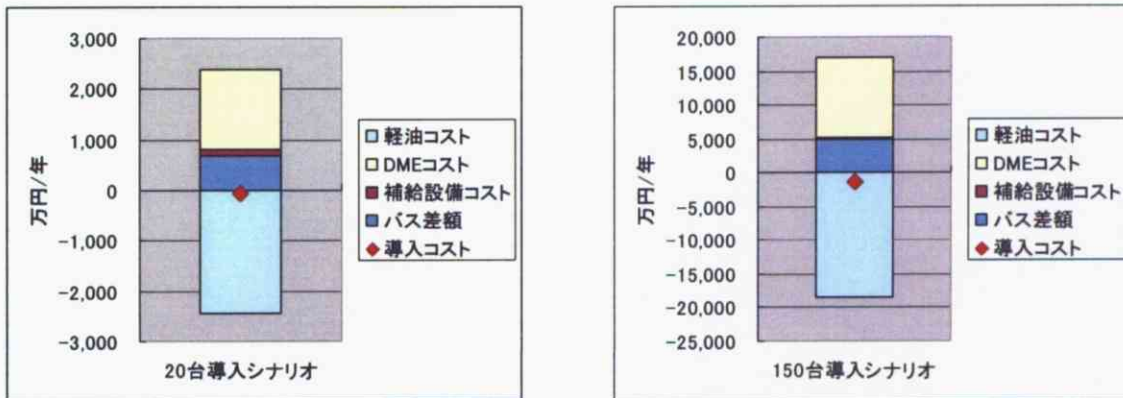 3,000
2,000
1,000
0
-1,000
-2,000
-3,000
万円/年
20台導入シナリオ
軽油コスト
DMEコスト
補給設備コスト
バス差額
導入コスト
20,000
15,000
10,000
5,000
0
-5,000
-10,000
-15,000
-20,000
-25,000
万円/年
150台導入シナリオ
軽油コスト
DMEコスト
補給設備コスト
バス差額
導入コスト